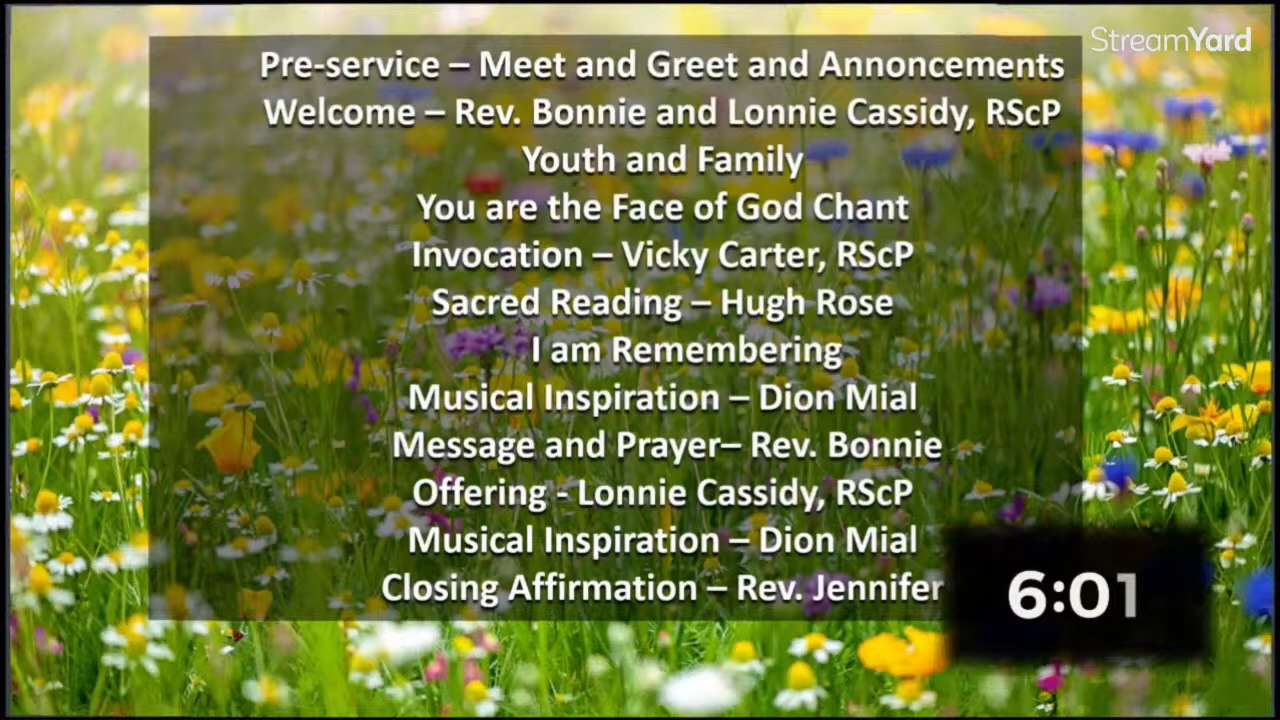 StreamYard
Pre-service – Meet and Greet and Annoncements
Welcome – Rev. Bonnie and Lonnie Cassidy, RScP
Youth and Family
You are the Face of God Chant
Invocation – Vicky Carter, RScP
Sacred Reading – Hugh Rose
I am Remembering
Musical Inspiration – Dion Mial
Message and Prayer– Rev. Bonnie
Offering - Lonnie Cassidy, RScP
Musical Inspiration – Dion Mial
Closing Affirmation – Rev. Jennifer
6:01